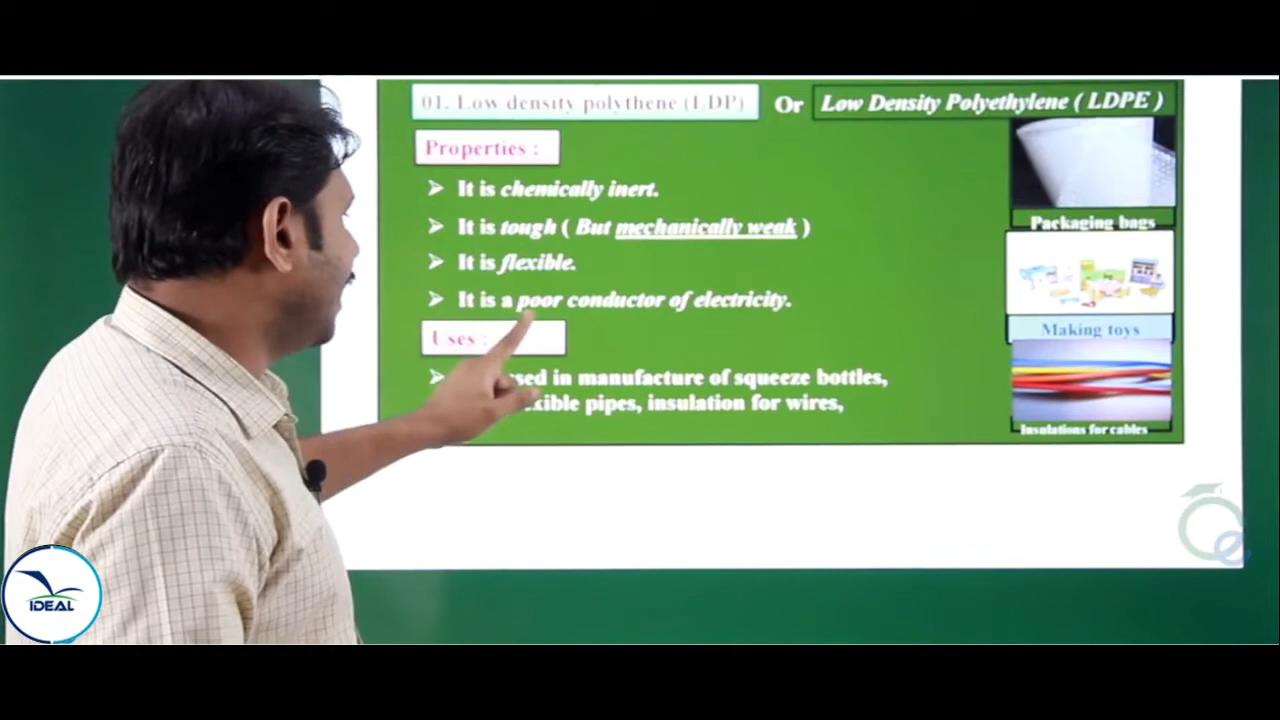 01. Low density polythene (LDP) Or Low Density Polyethylene ( LDPE )
Properties :
➢ It is chemically inert.
➢ It is tough ( But mechanically weak )
➢ It is flexible.
➢ It is a poor conductor of electricity.
Uses :
➢ in manufacture of squeeze bottles,
pipes, insulation for wires,
Packaging bags
Making toys
Insulations for cables
IDEAL